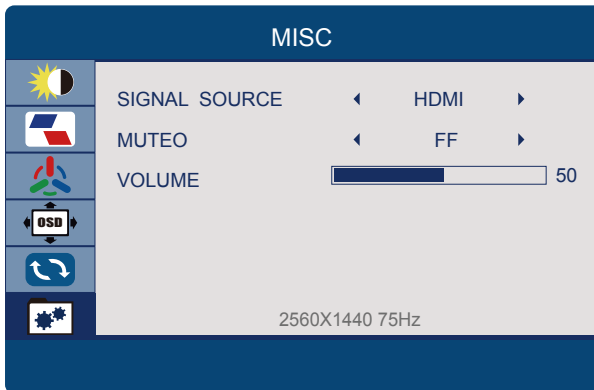 MISC
SIGNAL SOURCE HDMI
MUTEO FF
VOLUME 50
OSD
2560X1440 75Hz